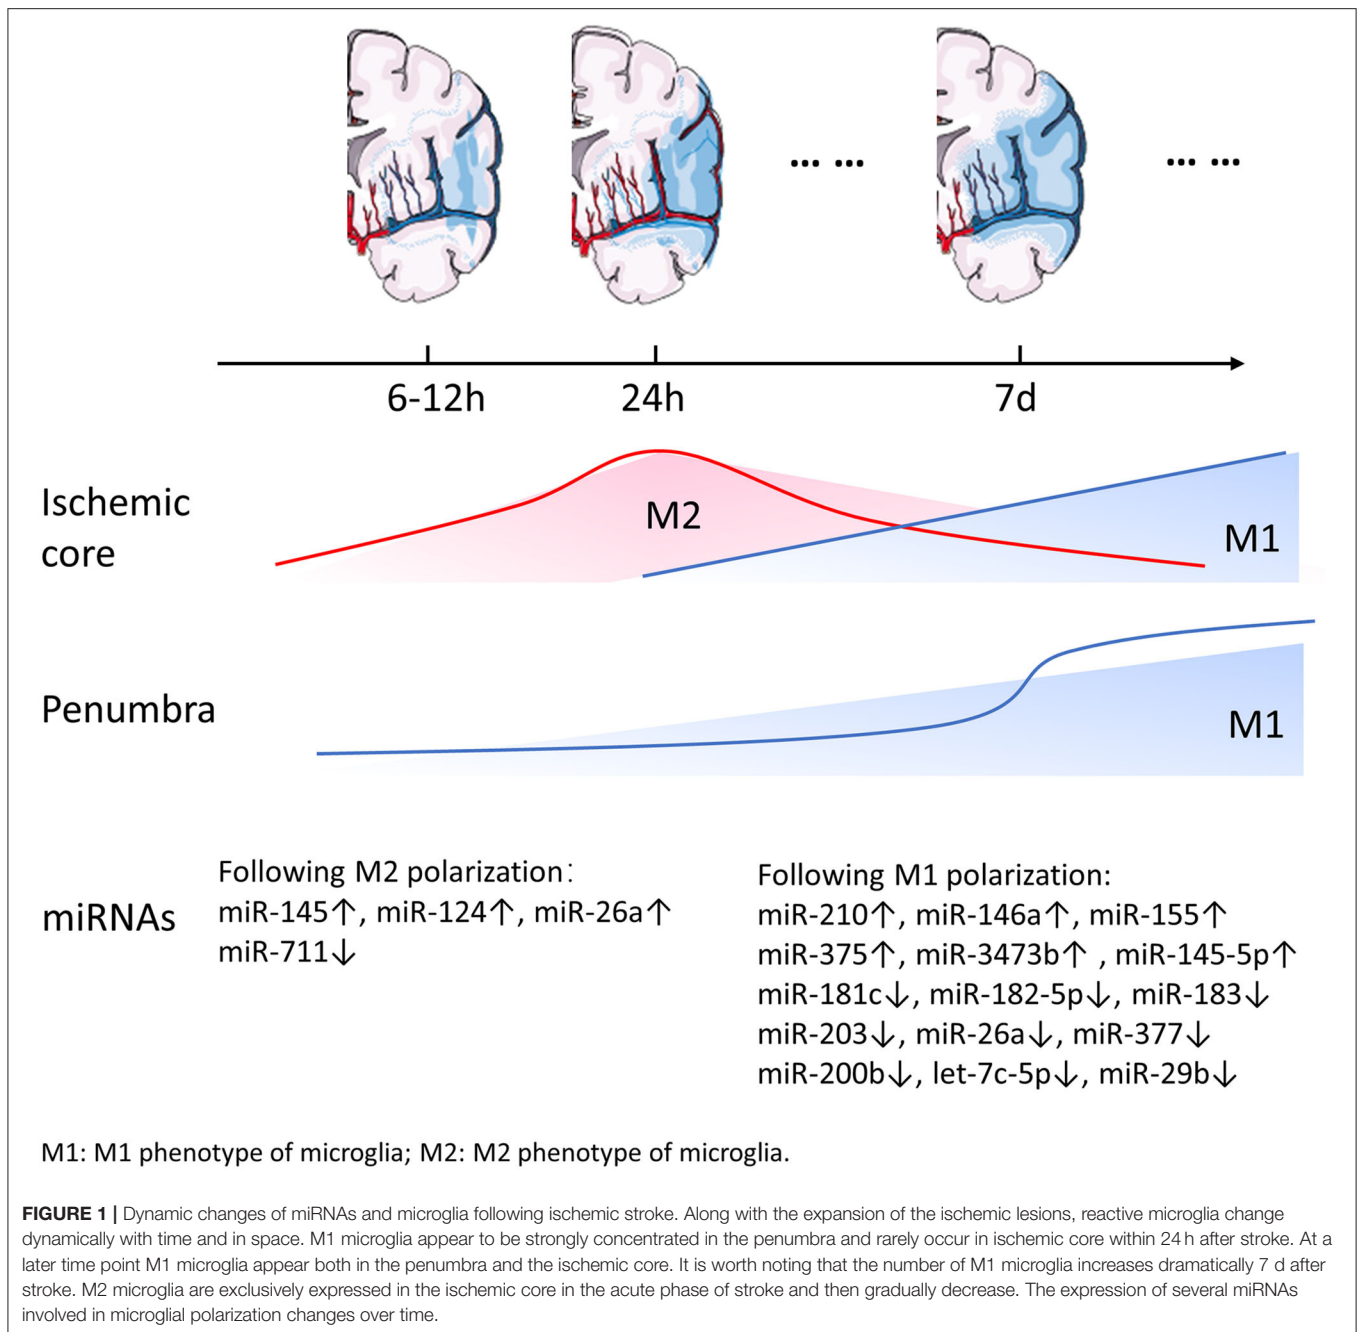 ... ...
... ...
6-12h
24h
7d
Ischemic
core
M2
M1
Penumbra
M1
miRNAs
Following M2 polarization:
miR-145↑, miR-124↑, miR-26a↑
miR-711↓
Following M1 polarization:
miR-210↑, miR-146a↑, miR-155↑
miR-375↑, miR-3473b↑ , miR-145-5p↑
miR-181c↓, miR-182-5p↓, miR-183↓
miR-203↓, miR-26a↓, miR-377↓
miR-200b↓, let-7c-5p↓, miR-29b↓
M1: M1 phenotype of microglia; M2: M2 phenotype of microglia.
FIGURE 1 | Dynamic changes of miRNAs and microglia following ischemic stroke. Along with the expansion of the ischemic lesions, reactive microglia change
dynamically with time and in space. M1 microglia appear to be strongly concentrated in the penumbra and rarely occur in ischemic core within 24 h after stroke. At a
later time point M1 microglia appear both in the penumbra and the ischemic core. It is worth noting that the number of M1 microglia increases dramatically 7 d after
stroke. M2 microglia are exclusively expressed in the ischemic core in the acute phase of stroke and then gradually decrease. The expression of several miRNAs
involved in microglial polarization changes over time.